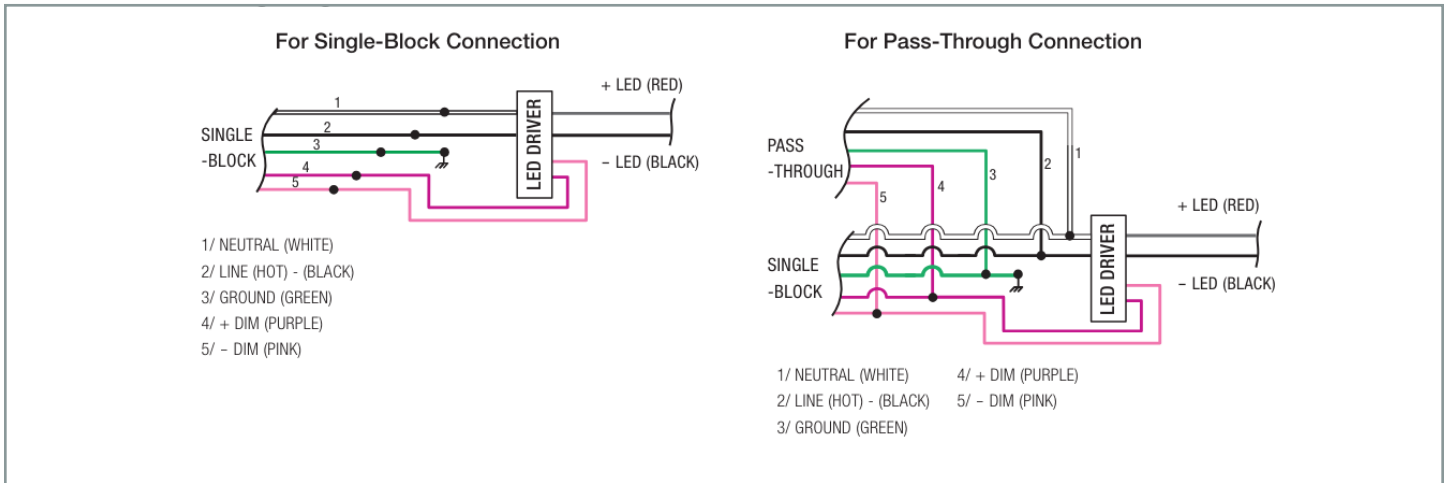 For Single-Block Connection
1
2
3
4
5
SINGLE
-BLOCK
LED DRIVER
+ LED (RED)
– LED (BLACK)
1/ NEUTRAL (WHITE)
2/ LINE (HOT) - (BLACK)
3/ GROUND (GREEN)
4/ + DIM (PURPLE)
5/ – DIM (PINK)
For Pass-Through Connection
PASS
-THROUGH
1
2
3
4
5
SINGLE
-BLOCK
LED DRIVER
+ LED (RED)
– LED (BLACK)
1/ NEUTRAL (WHITE)
2/ LINE (HOT) - (BLACK)
3/ GROUND (GREEN)
4/ + DIM (PURPLE)
5/ – DIM (PINK)